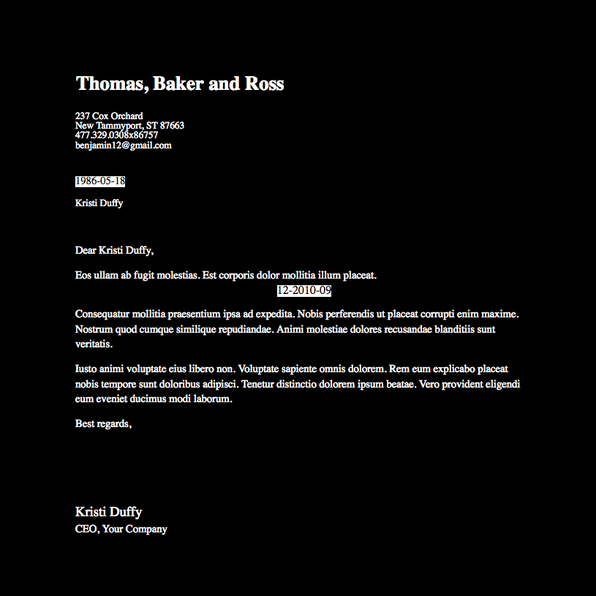 Thomas, Baker and Ross
237 Cox Orchard
New Tammyport, ST 87663
477.329.0308x86757
benjamin12@gmail.com
1986-05-18
Kristi Duffy
Dear Kristi Duffy,
Eos ullam ab fugit molestias. Est corporis dolor mollitia illum placeat.
12-2010-09
Consequatur mollitia praesentium ipsa ad expedita. Nobis perferendis ut placeat corrupti enim maxime.
Nostrum quod cumque similique repudiandae. Animi molestiae dolores recusandae blanditiis sunt
veritatis.
Iusto animi voluptate eius libero non. Voluptate sapiente omnis dolorem. Rem eum explicabo placeat
nobis tempore sunt doloribus adipisci. Tenetur distinctio dolorem ipsum beatae. Vero provident eligendi
eum eveniet ducimus modi laborum.
Best regards,
Kristi Duffy
CEO, Your Company